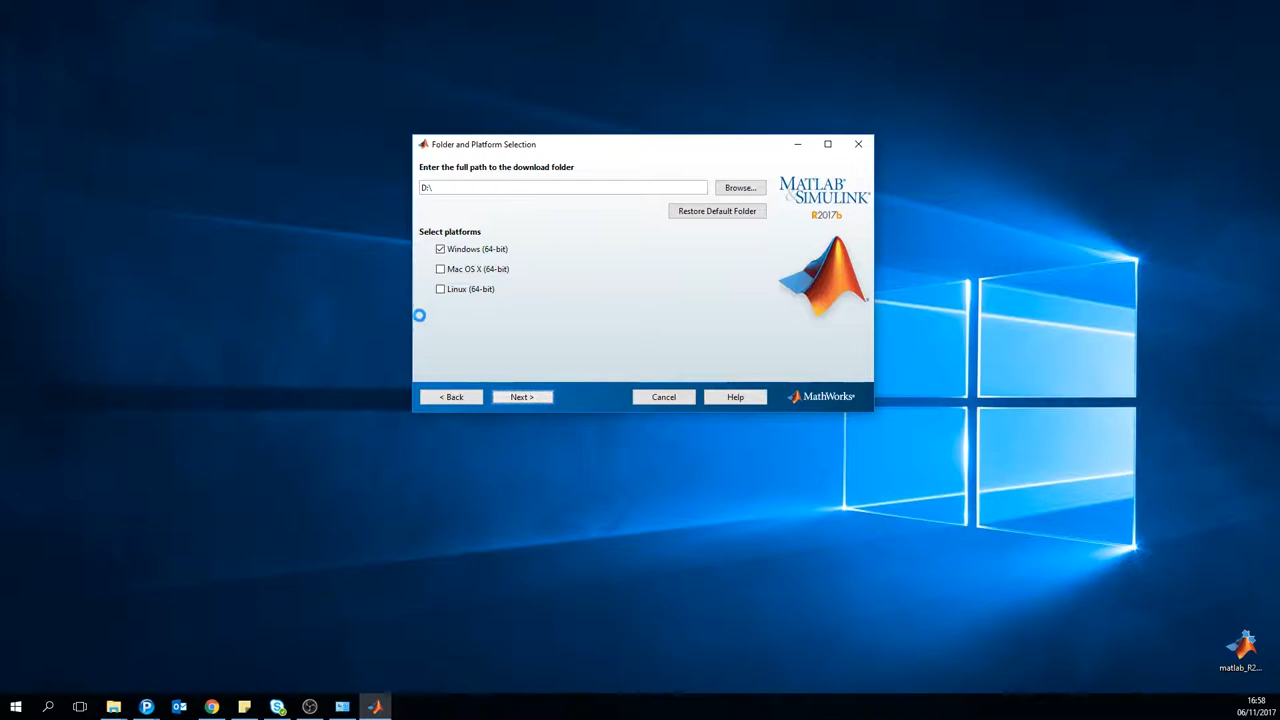 Folder and Platform Selection
Enter the full path to the download folder
D:\
Browse...
Restore Default Folder
MATLAB®
&SIMULINK®
R2017b
Select platforms
Windows (64-bit)
Mac OS X (64-bit)
Linux (64-bit)
< Back
Next >
Cancel
Help
MathWorks®
matlab_R2...
16:58
06/11/2017